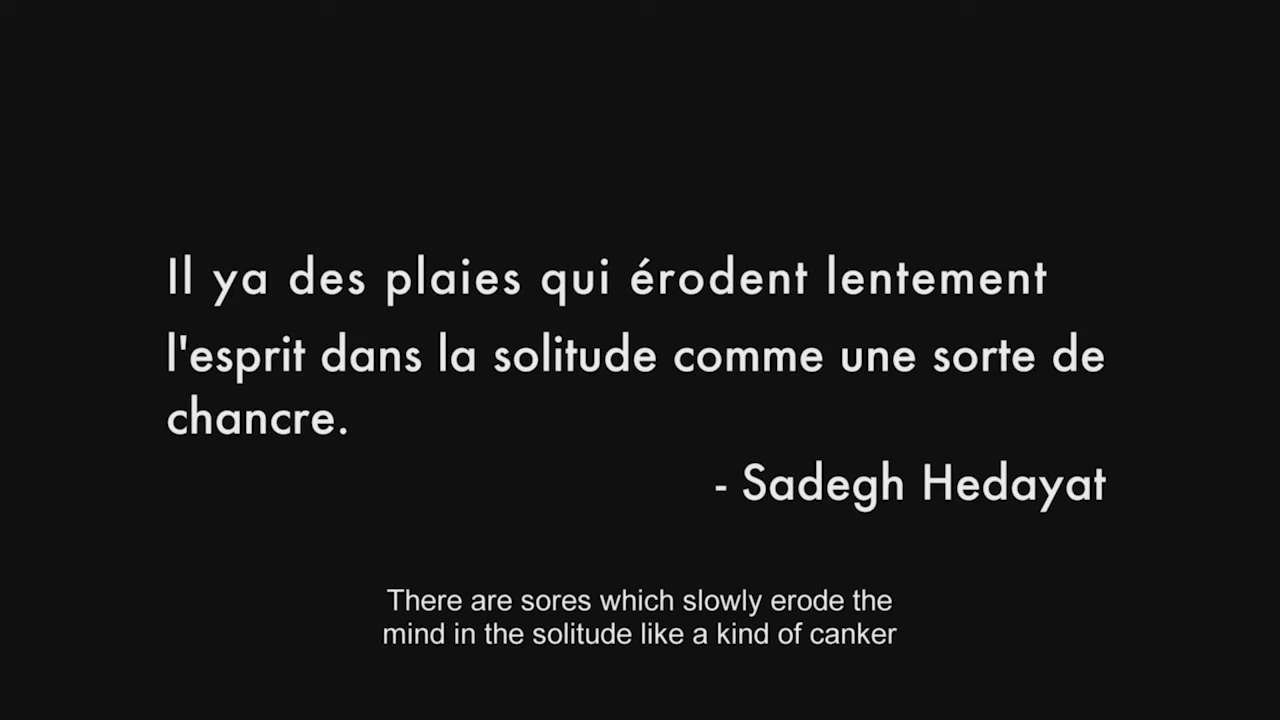 Il ya des plaies qui érodent lentement
l'esprit dans la solitude comme une sorte de
chancre.
- Sadegh Hedayat
There are sores which slowly erode the
mind in the solitude like a kind of canker